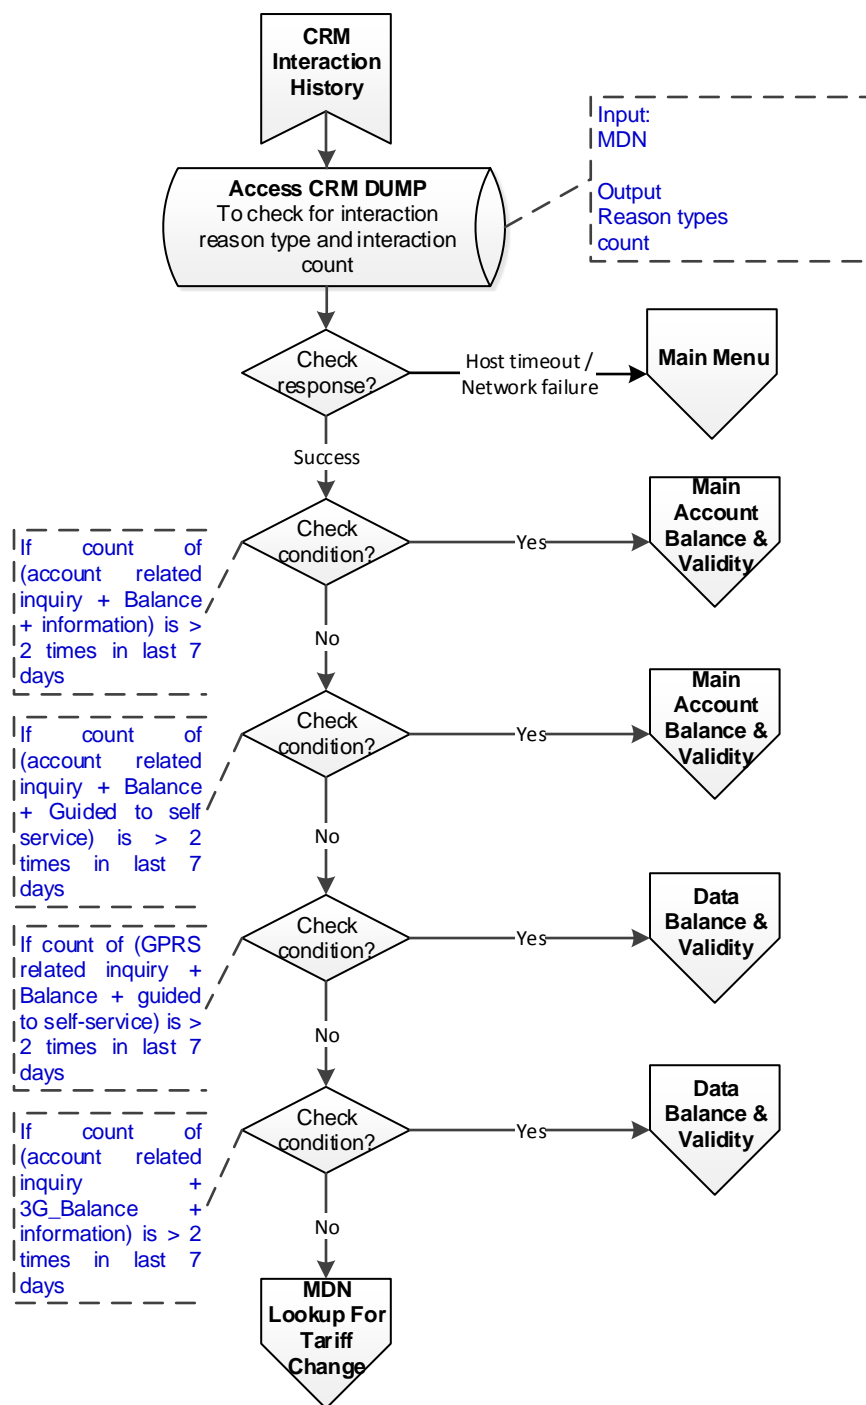 CRM
Interaction
History
Input:
MDN
Output
Reason types
count
Access CRM DUMP
To check for interaction
reason type and interaction
count
Check
response?
Host timeout /
Network failure
Main Menu
Success
Main
Account
Balance &
Validity
Check
condition?
Yes
If count of
(account related
inquiry + Balance
+ information) is >
2 times in last 7
days
No
Main
Account
Balance &
Validity
Check
condition?
Yes
If count of
(account related
inquiry + Balance
+ Guided to self
service) is > 2
times in last 7
days
No
Data
Balance &
Validity
Check
condition?
Yes
If count of (GPRS
related inquiry +
Balance + guided
to self-service) is >
2 times in last 7
days
No
Data
Balance &
Validity
Check
condition?
Yes
If count of
(account related
inquiry +
3G_Balance +
information) is > 2
times in last 7
days
No
MDN
Lookup For
Tariff
Change